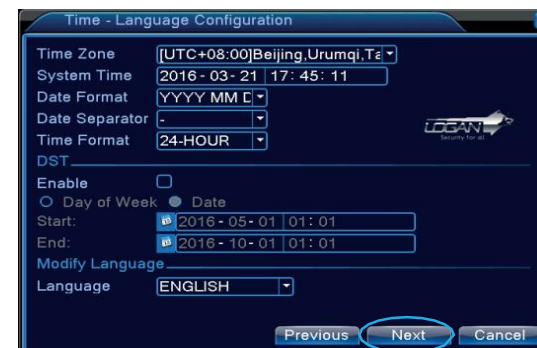 Time - Language Configuration
Time Zone [UTC+08:00]Beijing,Urumqi,Ta
System Time 2016 - 03 - 21 17: 45: 11
Date Format YYYY MM D
Date Separator -
Time Format 24-HOUR
LOGAN
Security for all
DST
Enable
Day of Week Date
Start: 2016 - 05 - 01 01: 01
End: 2016 - 10 - 01 01: 01
Modify Language
Language ENGLISH
Previous Next Cancel